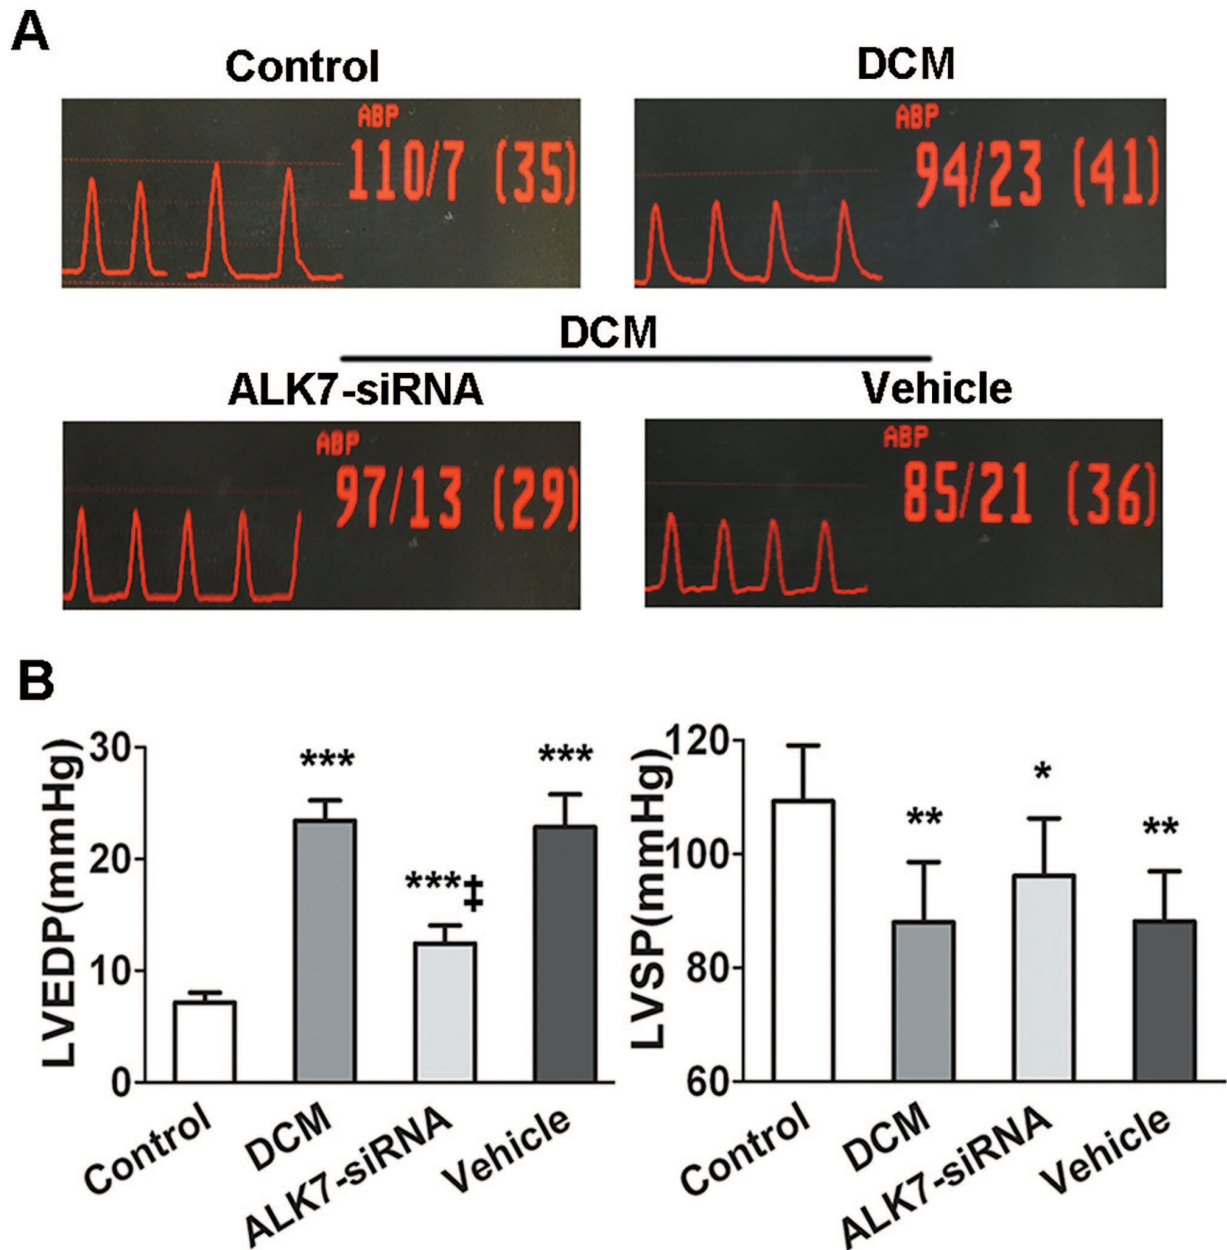 A
Control
DCM
ABP
110/7 (35)
ABP
94/23 (41)
DCM
ALK7-siRNA
Vehicle
ABP
97/13 (29)
ABP
85/21 (36)
B
LVEDP(mmHg)
30
20
10
0
***
***‡
***
Control
DCM
ALK7-siRNA
Vehicle
LVSP(mmHg)
120
100
80
60
**
*
**
Control
DCM
ALK7-siRNA
Vehicle